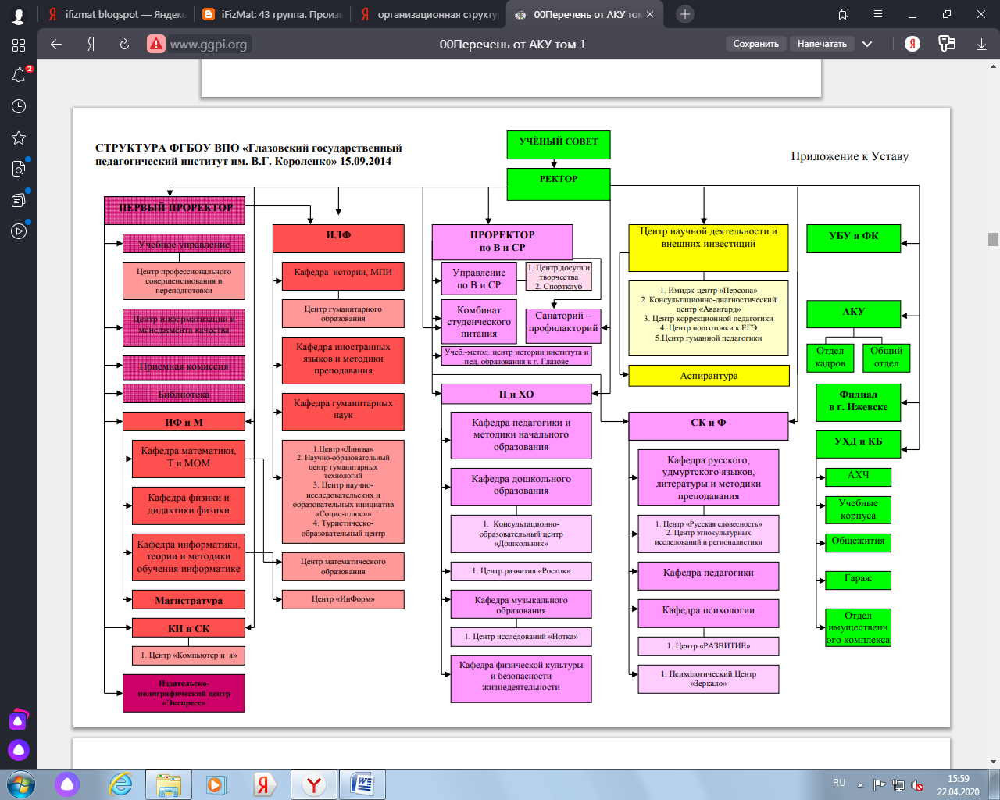 ifizmat blogspot — Яндекс
iFizMat: 43 группа. Произв
организационная структу
00Перечень от АКУ том
www.ggpi.org
00Перечень от АКУ том 1
Сохранить
Напечатать
2
СТРУКТУРА ФГБОУ ВПО «Глазовский государственный
педагогический институт им. В.Г. Короленко» 15.09.2014
Приложение к Уставу
УЧЁНЫЙ СОВЕТ
РЕКТОР
ПЕРВЫЙ ПРОРЕКТОР
Учебное управление
Центр профессионального
совершенствования и
переподготовки
Центр информатизации и
менеджмента качества
Приемная комиссия
Библиотека
ИФ и М
Кафедра математики,
Т и МОМ
Кафедра физики и
дидактики физики
Кафедра информатики,
теории и методики
обучения информатике
Магистратура
КИ и СК
1. Центр «Компьютер и  я»
Издательско-
полиграфический центр
«Экспресс»
ИЛФ
Кафедра  истории, МПИ
Центр гуманитарного
образования
Кафедра иностранных
языков и методики
преподавания
Кафедра гуманитарных
наук
1.Центр «Лингва»
2. Научно-образовательный
центр гуманитарных
технологий
3. Центр научно-
исследовательских и
образовательных инициатив
«Социс-плюс»»
4. Туристическо-
образовательный центр
Центр математического
образования
Центр «ИнФорм»
ПРОРЕКТОР
по В и СР
Управление
по В и СР
1. Центр досуга и
творчества
2. Спортклуб
Комбинат
студенческого
питания
Санаторий –
профилакторий
Учеб.-метод. центр истории института и
пед. образования в г. Глазове
П и ХО
Кафедра педагогики и
методики начального
образования
Кафедра дошкольного
образования
1.  Консультационно-
образовательный центр
«Дошкольник»
1. Центр развития «Росток»
Кафедра музыкального
образования
1. Центр исследований «Нотка»
Кафедра физической культуры
и безопасности
жизнедеятельности
Центр научной деятельности и
внешних инвестиций
1. Имидж-центр «Персона»
2. Консультационно-диагностический
центр «Авангард»
3. Центр коррекционной педагогики
4. Центр подготовки к ЕГЭ
5.Центр гуманной педагогики
Аспирантура
СК и Ф
Кафедра русского,
удмуртского языков,
литературы и методики
преподавания
1. Центр «Русская словесность»
2. Центр этнокультурных
исследований и регионалистики
Кафедра педагогики
Кафедра психологии
1. Центр «РАЗВИТИЕ»
1. Психологический Центр
«Зеркало»
УБУ и ФК
АКУ
Отдел
кадров
Общий
отдел
Филиал
в г. Ижевске
УХД и КБ
АХЧ
Учебные
корпуса
Общежития
Гараж
Отдел
имущественн
ого комплекса
RU
15:59
22.04.2020